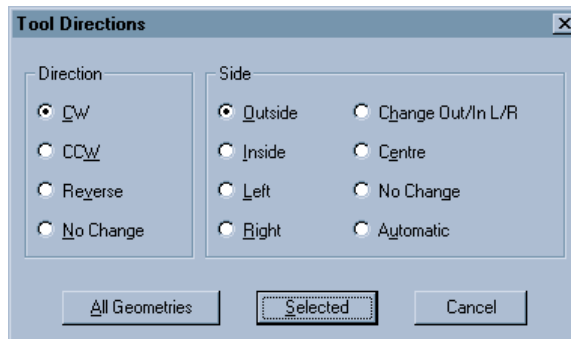 Tool Directions
Direction
CW
CCW
Reverse
No Change
Side
Outside
Inside
Left
Right
Change Out/In L/R
Centre
No Change
Automatic
All Geometries
Selected
Cancel